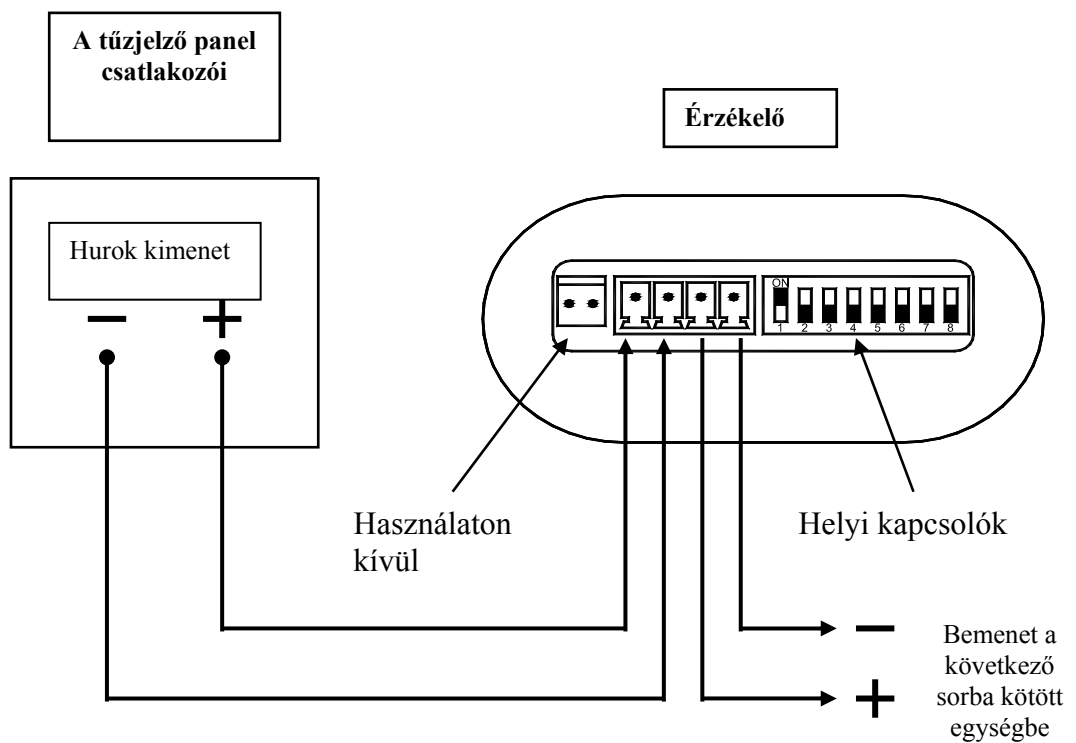 A tűzjelző panel
csatlakozói
Érzékelő
Hurok kimenet
− +
ON
1 2 3 4 5 6 7 8
Használaton
kívül
Helyi kapcsolók
−
+
Bemenet a
következő
sorba kötött
egységbe